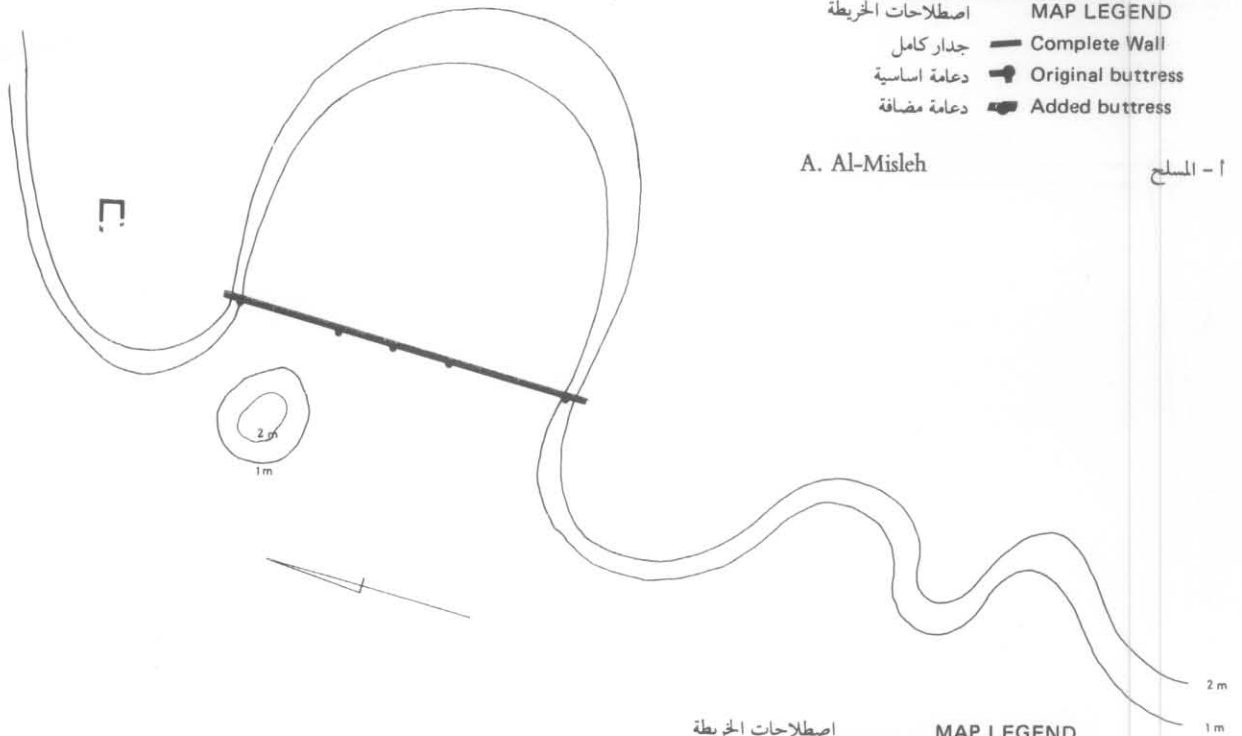 اصطلاحات الخريطة MAP LEGEND
جدار كامل Complete Wall
دعامة اساسية Original buttress
دعامة مضافة Added buttress
A. Al-Misleh أ - المسلح
2 m
1 m
2 m
1 m
اصطلاحات الخريطة MAP LEGEND